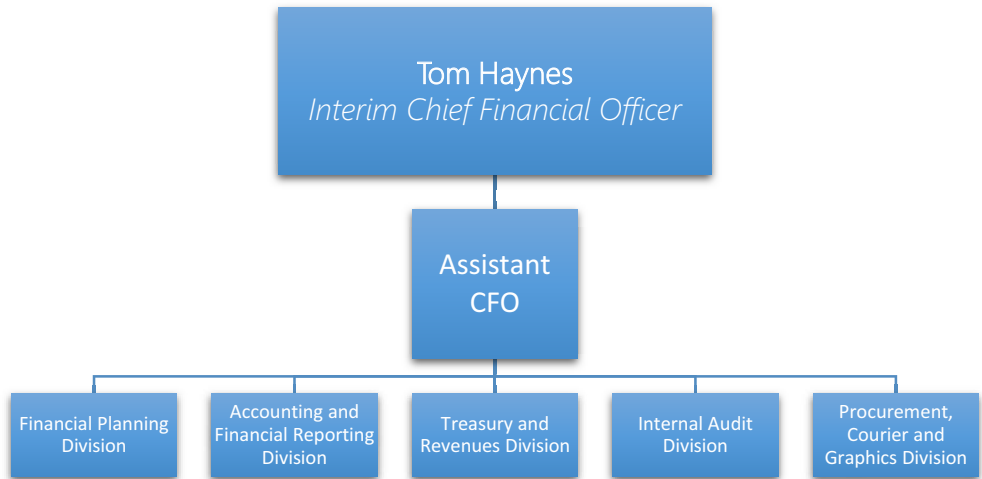 Tom Haynes
Interim Chief Financial Officer
Assistant
CFO
Financial Planning
Division
Accounting and
Financial Reporting
Division
Treasury and
Revenues Division
Internal Audit
Division
Procurement,
Courier and
Graphics Division